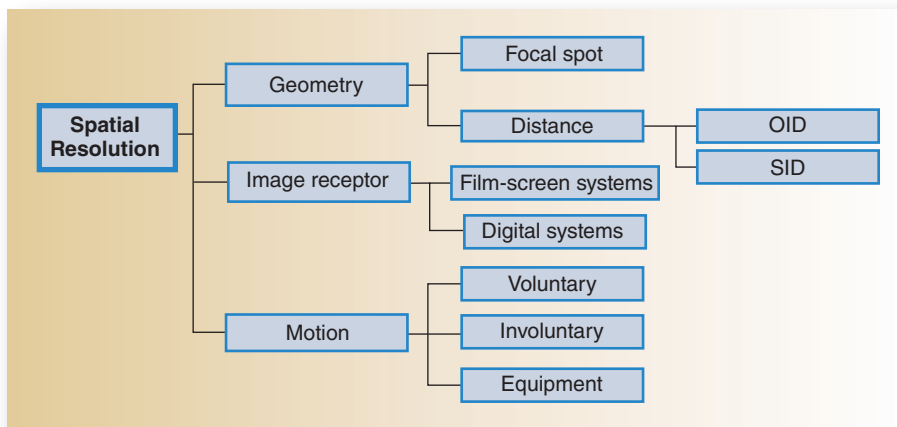 Spatial
Resolution
Geometry
Focal spot
Distance
OID
SID
Image receptor
Film-screen systems
Digital systems
Motion
Voluntary
Involuntary
Equipment